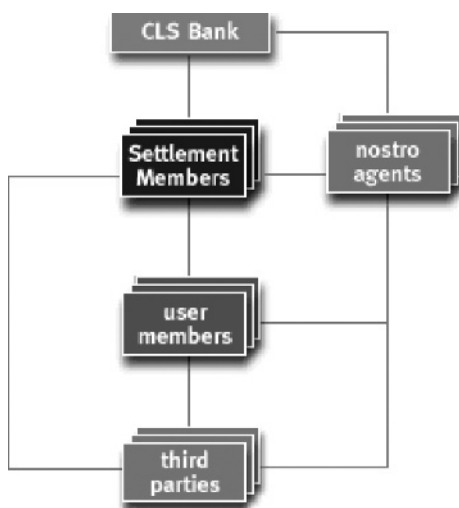 CLS Bank
Settlement
Members
nostro
agents
user
members
third
parties